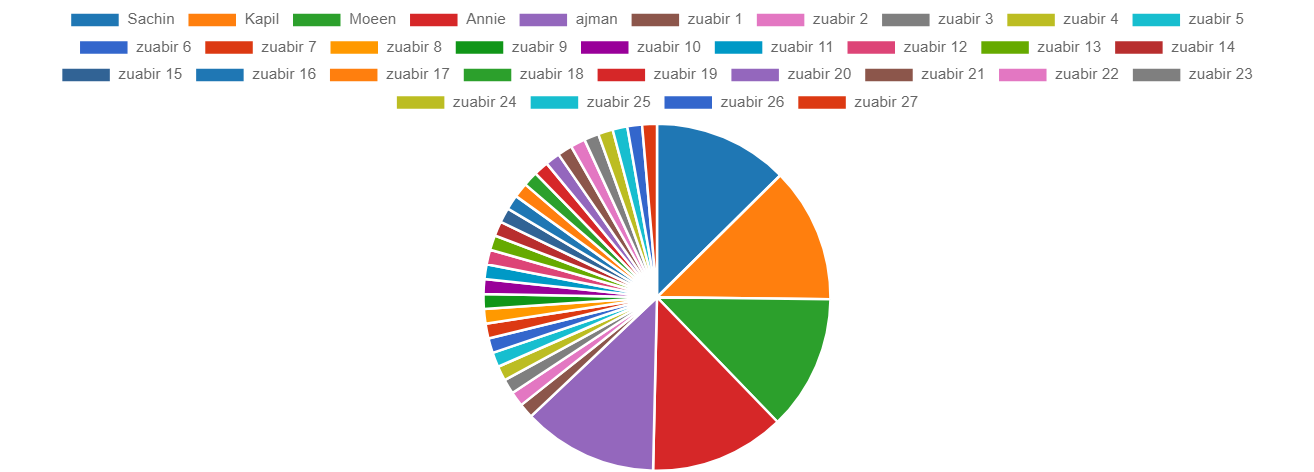 Sachin Kapil Moeen Annie ajman zuabir 1 zuabir 2 zuabir 3 zuabir 4 zuabir 5
zuabir 6 zuabir 7 zuabir 8 zuabir 9 zuabir 10 zuabir 11 zuabir 12 zuabir 13 zuabir 14
zuabir 15 zuabir 16 zuabir 17 zuabir 18 zuabir 19 zuabir 20 zuabir 21 zuabir 22 zuabir 23
zuabir 24 zuabir 25 zuabir 26 zuabir 27